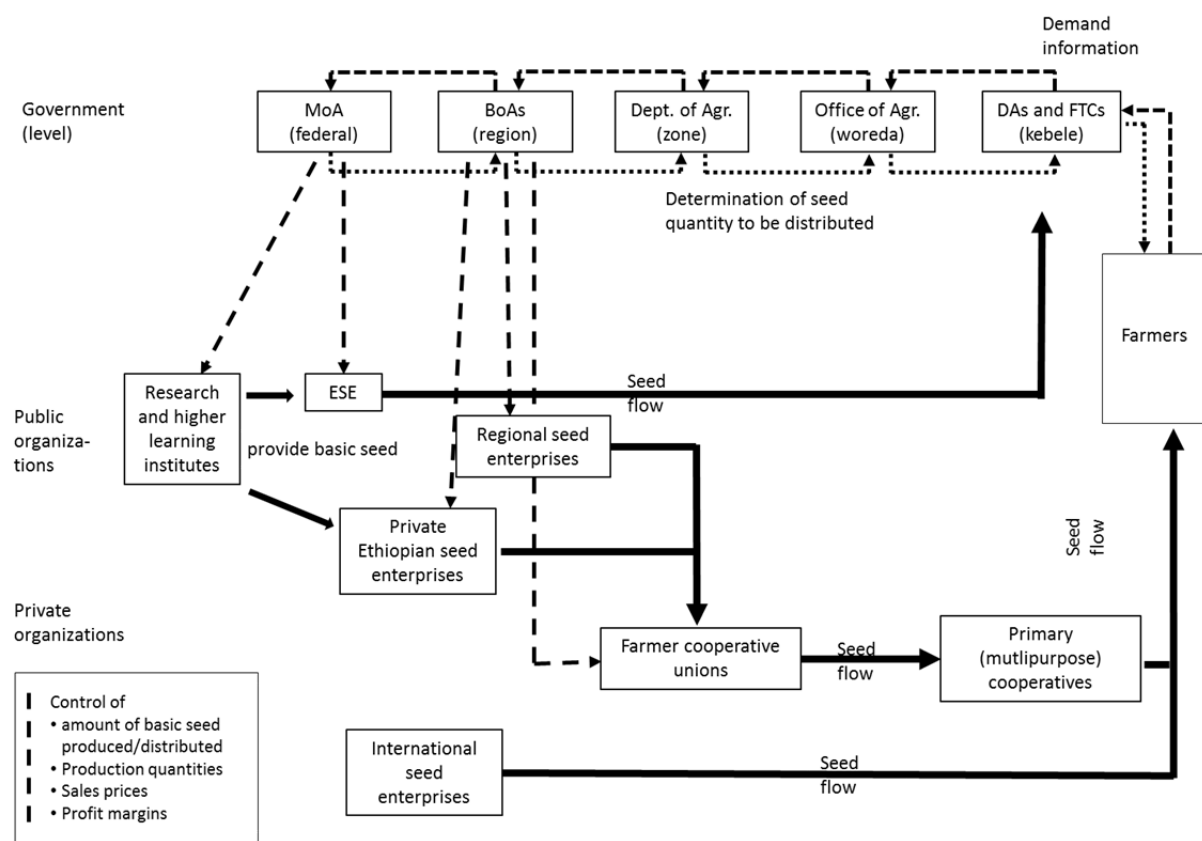 Demand
information
Government
(level)
MoA
(federal)
BoAs
(region)
Dept. of Agr.
(zone)
Office of Agr.
(woreda)
DAs and FTCs
(kebele)
Determination of seed
quantity to be distributed
Farmers
Public
organiza-
tions
Research
and higher
learning
institutes
ESE
Seed
flow
provide basic seed
Regional seed
enterprises
Private
Ethiopian seed
enterprises
Seed
flow
Private
organizations
Farmer cooperative
unions
Seed
flow
Primary
(mutlipurpose)
cooperatives
Control of
• amount of basic seed
produced/distributed
• Production quantities
• Sales prices
• Profit margins
International
seed
enterprises
Seed
flow